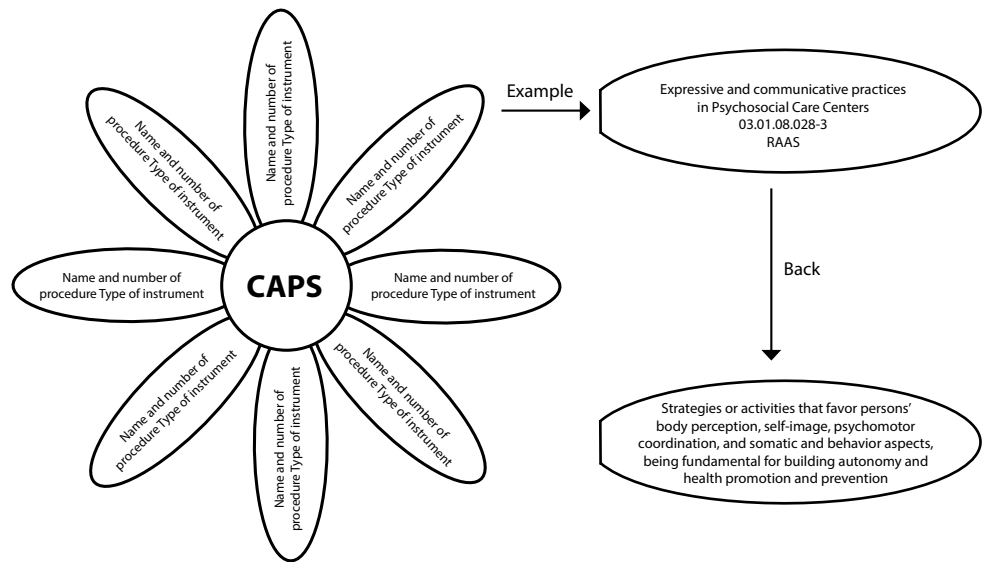 Name and number of
procedure Type of instrument
Name and number of
procedure Type of instrument
Name and number of
procedure Type of instrument
Name and number of
procedure Type of instrument
CAPS
Name and number of
procedure Type of instrument
Name and number of
procedure Type of instrument
Name and number of
procedure Type of instrument
Name and number of
procedure Type of instrument
Example
Expressive and communicative practices
in Psychosocial Care Centers
03.01.08.028-3
RAAS
Back
Strategies or activities that favor persons’
body perception, self-image, psychomotor
coordination, and somatic and behavior aspects,
being fundamental for building autonomy and
health promotion and prevention